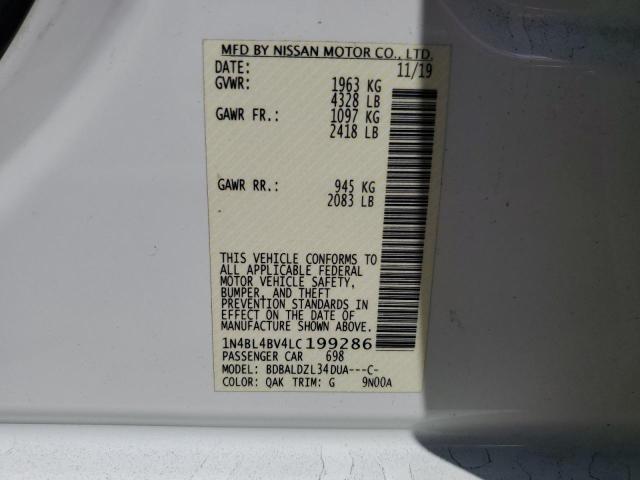 MFD BY NISSAN MOTOR CO., LTD.
DATE: 11/19
GVWR: 1963 KG
4328 LB
GAWR FR.: 1097 KG
2418 LB
GAWR RR.: 945 KG
2083 LB
THIS VEHICLE CONFORMS TO
ALL APPLICABLE FEDERAL
MOTOR VEHICLE SAFETY,
BUMPER, AND THEFT
PREVENTION STANDARDS IN
EFFECT ON THE DATE OF
MANUFACTURE SHOWN ABOVE.
1N4BL4BV4LC199286
PASSENGER CAR 698
MODEL: BDBALDZL34DUA---C-
COLOR: QAK TRIM: G 9N00A